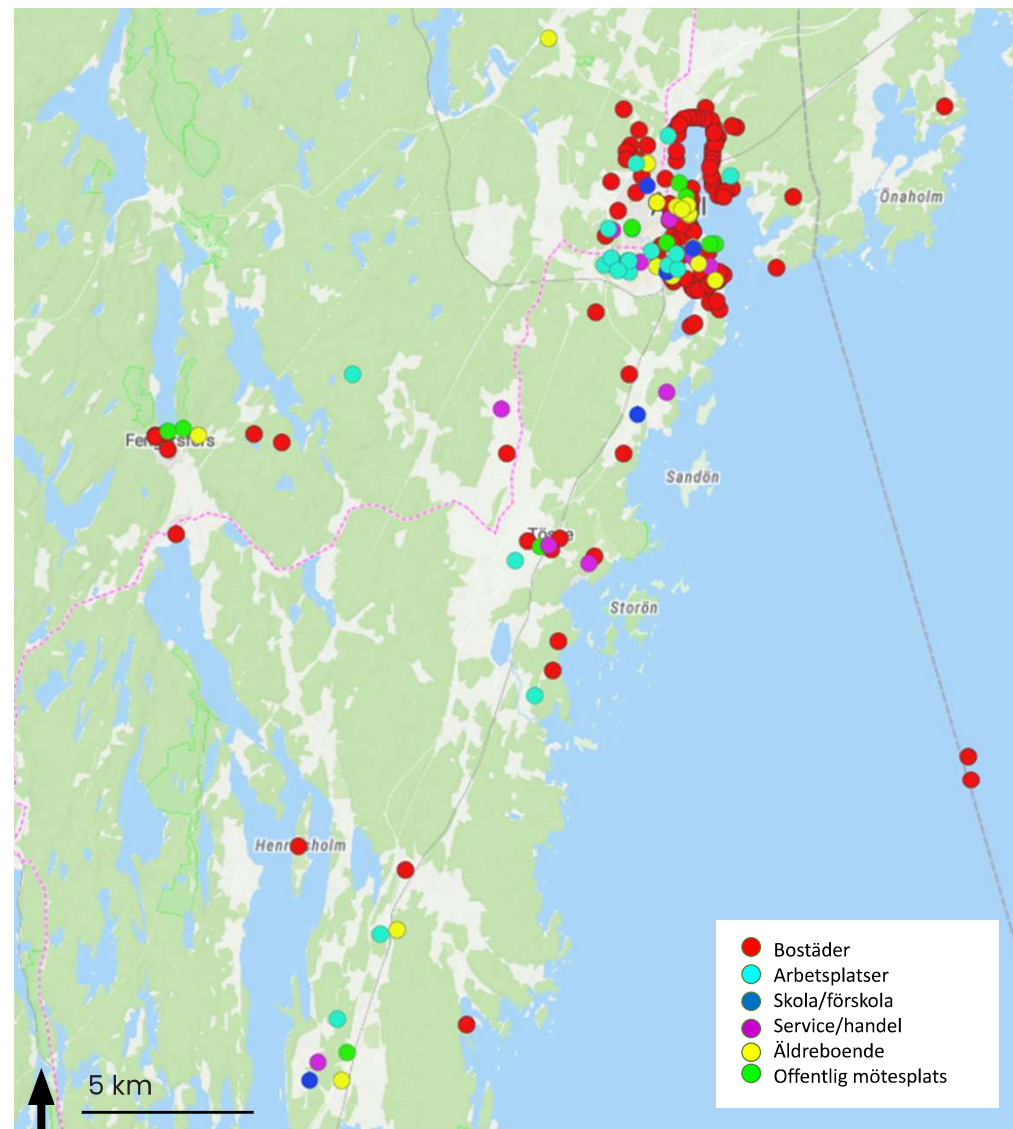 Önaholm
Sandön
Storön
5 km
Bostäder
Arbetsplatser
Skola/förskola
Service/handel
Äldreboende
Offentlig mötesplats